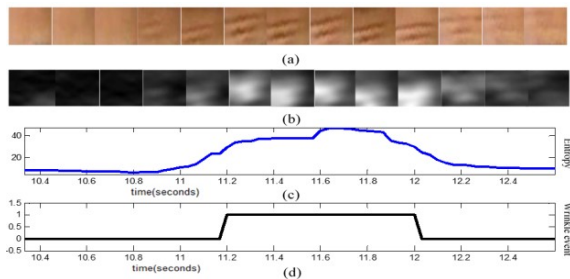 (a)
(b)
40
20
Entropy
10.4 10.6 10.8 11 11.2 11.4 11.6 11.8 12 12.2 12.4
time(seconds)
(c)
1.5
1
0.5
0
-0.5
Wrinkle event
10.4 10.6 10.8 11 11.2 11.4 11.6 11.8 12 12.2 12.4
time(seconds)
(d)